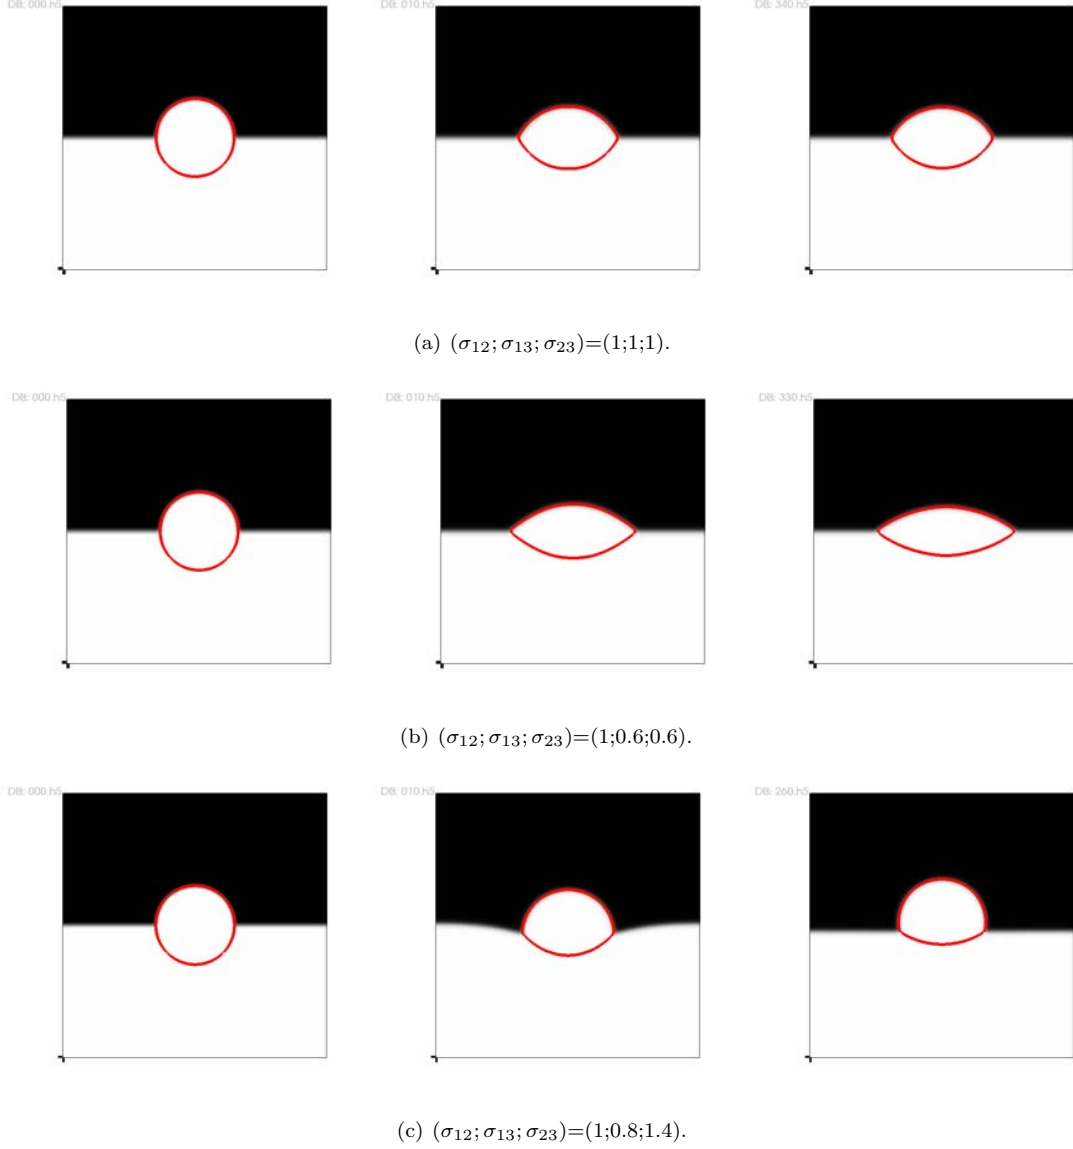 DB: 000.h5 DB: 010.h5 DB: 340.h5
(a) (σ12; σ13; σ23)=(1;1;1).
DB: 000.h5 DB: 010.h5 DB: 330.h5
(b) (σ12; σ13; σ23)=(1;0.6;0.6).
DB: 000.h5 DB: 010.h5 DB: 260.h5
(c) (σ12; σ13; σ23)=(1;0.8;1.4).